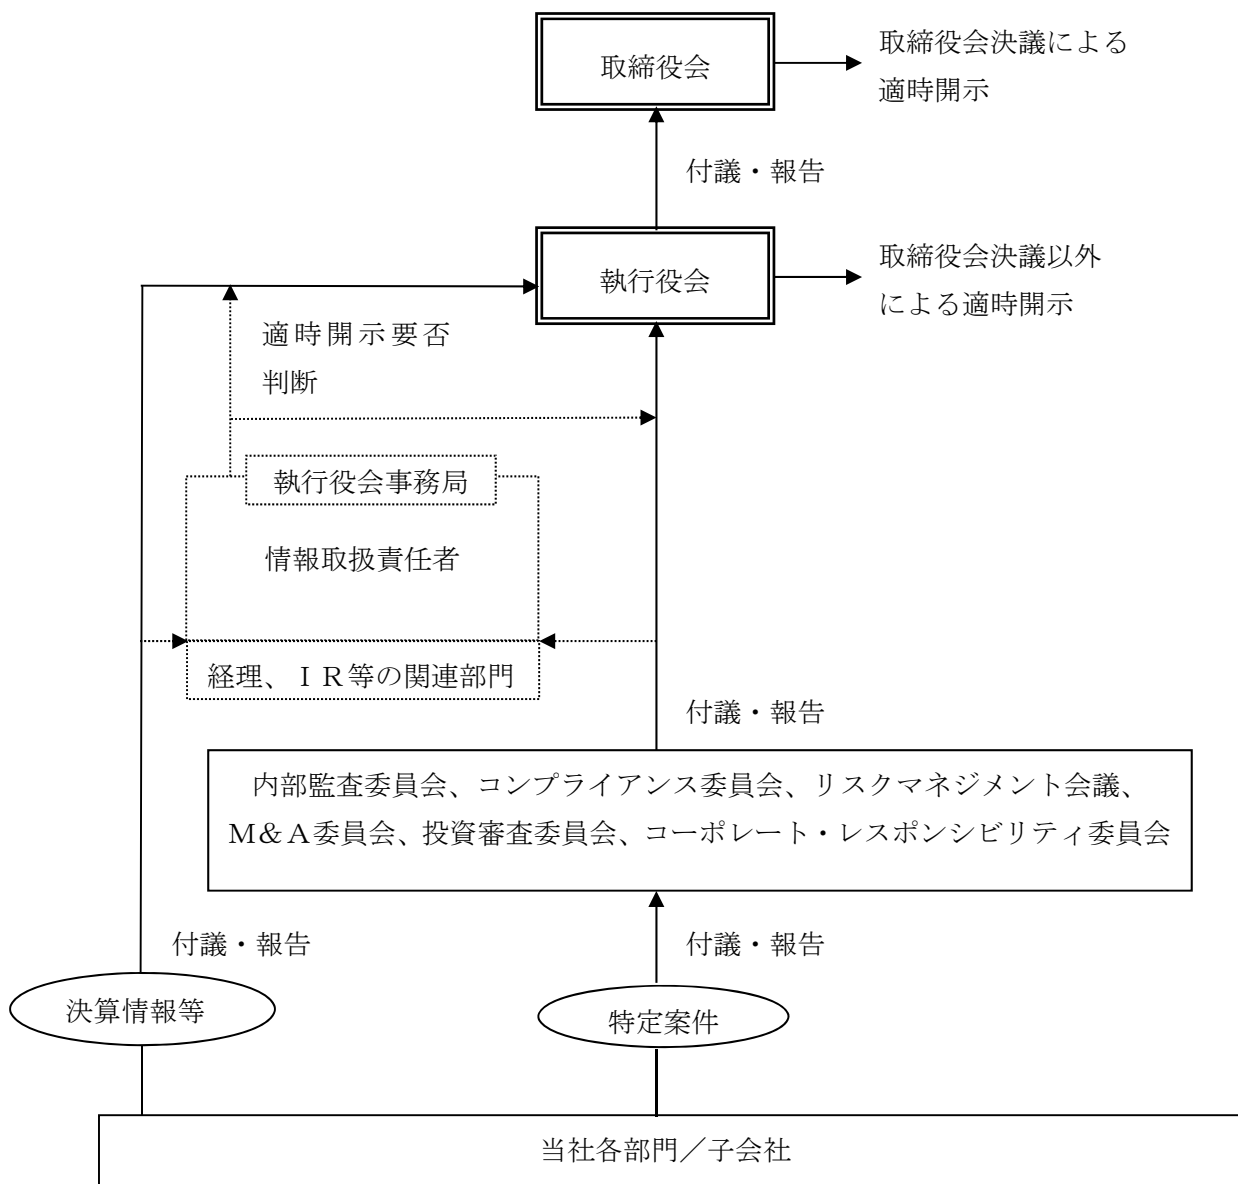 取締役会
取締役会決議による
適時開示
付議・報告
執行役会
取締役会決議以外
による適時開示
適時開示要否
判断
執行役会事務局
情報取扱責任者
経理、ＩＲ等の関連部門
付議・報告
内部監査委員会、コンプライアンス委員会、リスクマネジメント会議、
Ｍ＆Ａ委員会、投資審査委員会、コーポレート・レスポンシビリティ委員会
付議・報告
付議・報告
決算情報等
特定案件
当社各部門／子会社